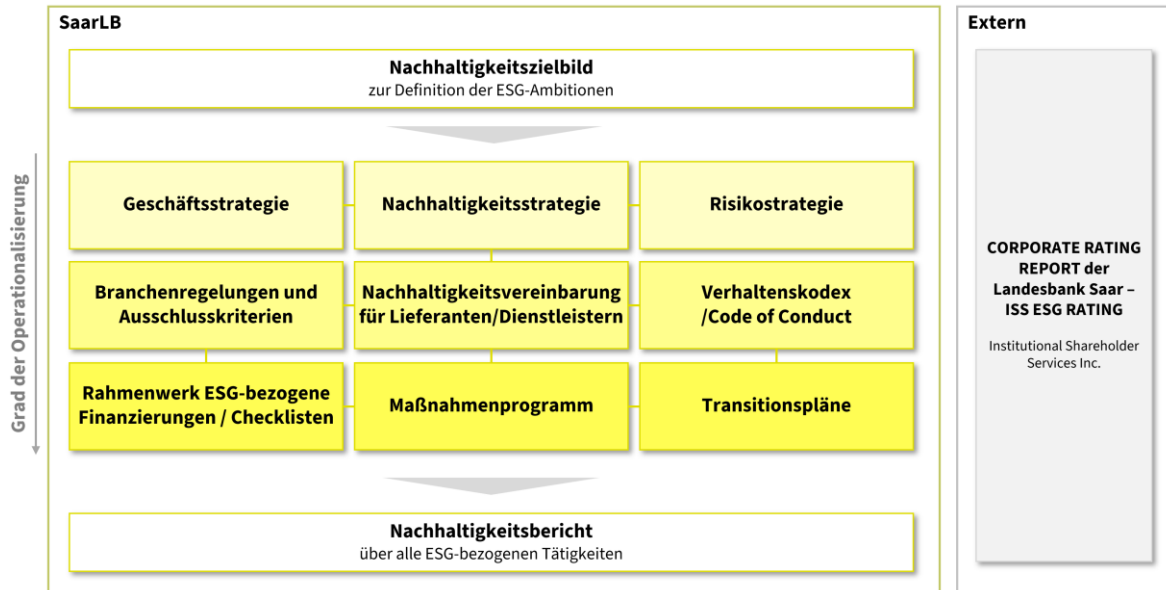 SaarLB
Nachhaltigkeitszielbild
zur Definition der ESG-Ambitionen
Grad der Operationalisierung
Geschäftsstrategie
Nachhaltigkeitsstrategie
Risikostrategie
Branchenregelungen und
Ausschlusskriterien
Nachhaltigkeitsvereinbarung
für Lieferanten/Dienstleistern
Verhaltenskodex
/Code of Conduct
Rahmenwerk ESG-bezogene
Finanzierungen / Checklisten
Maßnahmenprogramm
Transitionspläne
Nachhaltigkeitsbericht
über alle ESG-bezogenen Tätigkeiten
Extern
CORPORATE RATING
REPORT der
Landesbank Saar –
ISS ESG RATING
Institutional Shareholder
Services Inc.